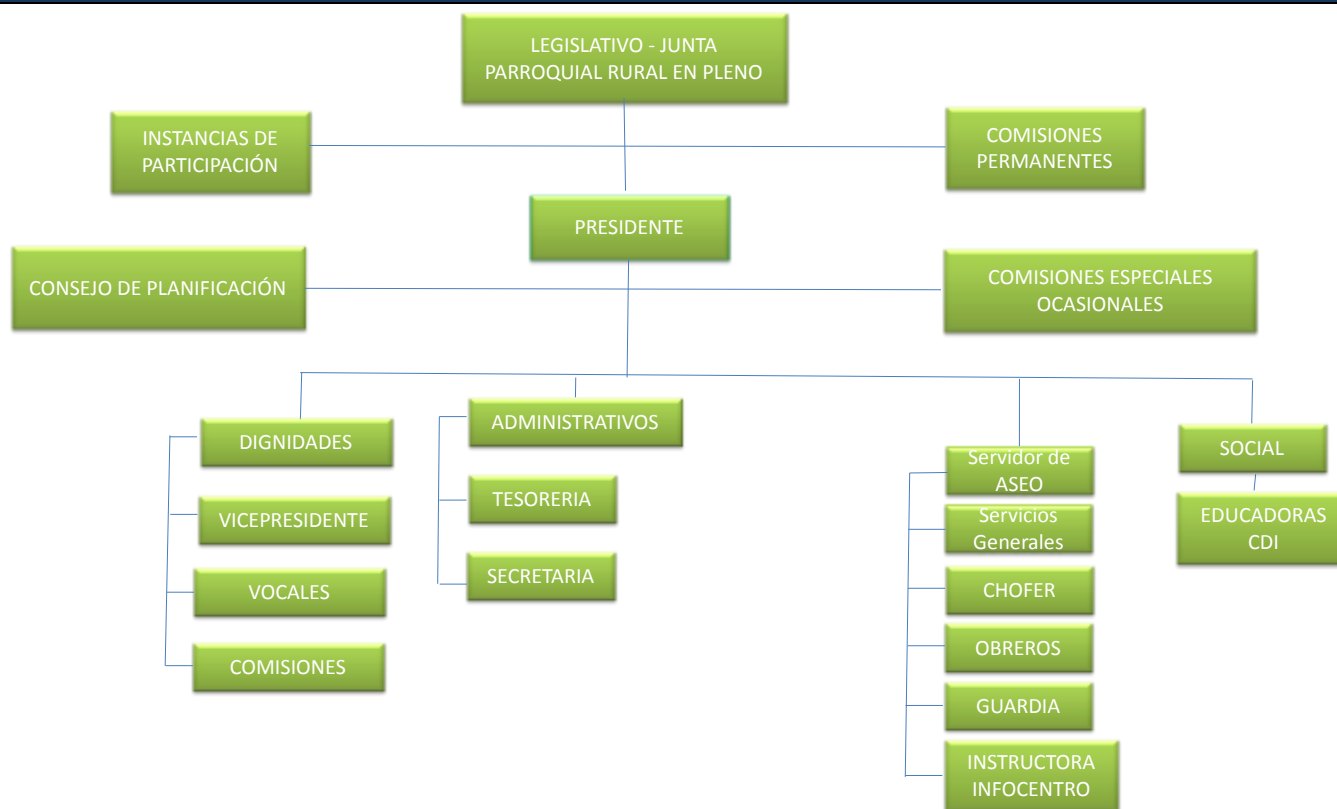 LEGISLATIVO - JUNTA
PARROQUIAL RURAL EN PLENO
INSTANCIAS DE
PARTICIPACIÓN
COMISIONES
PERMANENTES
PRESIDENTE
CONSEJO DE PLANIFICACIÓN
COMISIONES ESPECIALES
OCASIONALES
DIGNIDADES
VICEPRESIDENTE
VOCALES
COMISIONES
ADMINISTRATIVOS
TESORERIA
SECRETARIA
Servidor de
ASEO
Servicios
Generales
CHOFER
OBREROS
GUARDIA
INSTRUCTORA
INFOCENTRO
SOCIAL
EDUCADORAS
CDI